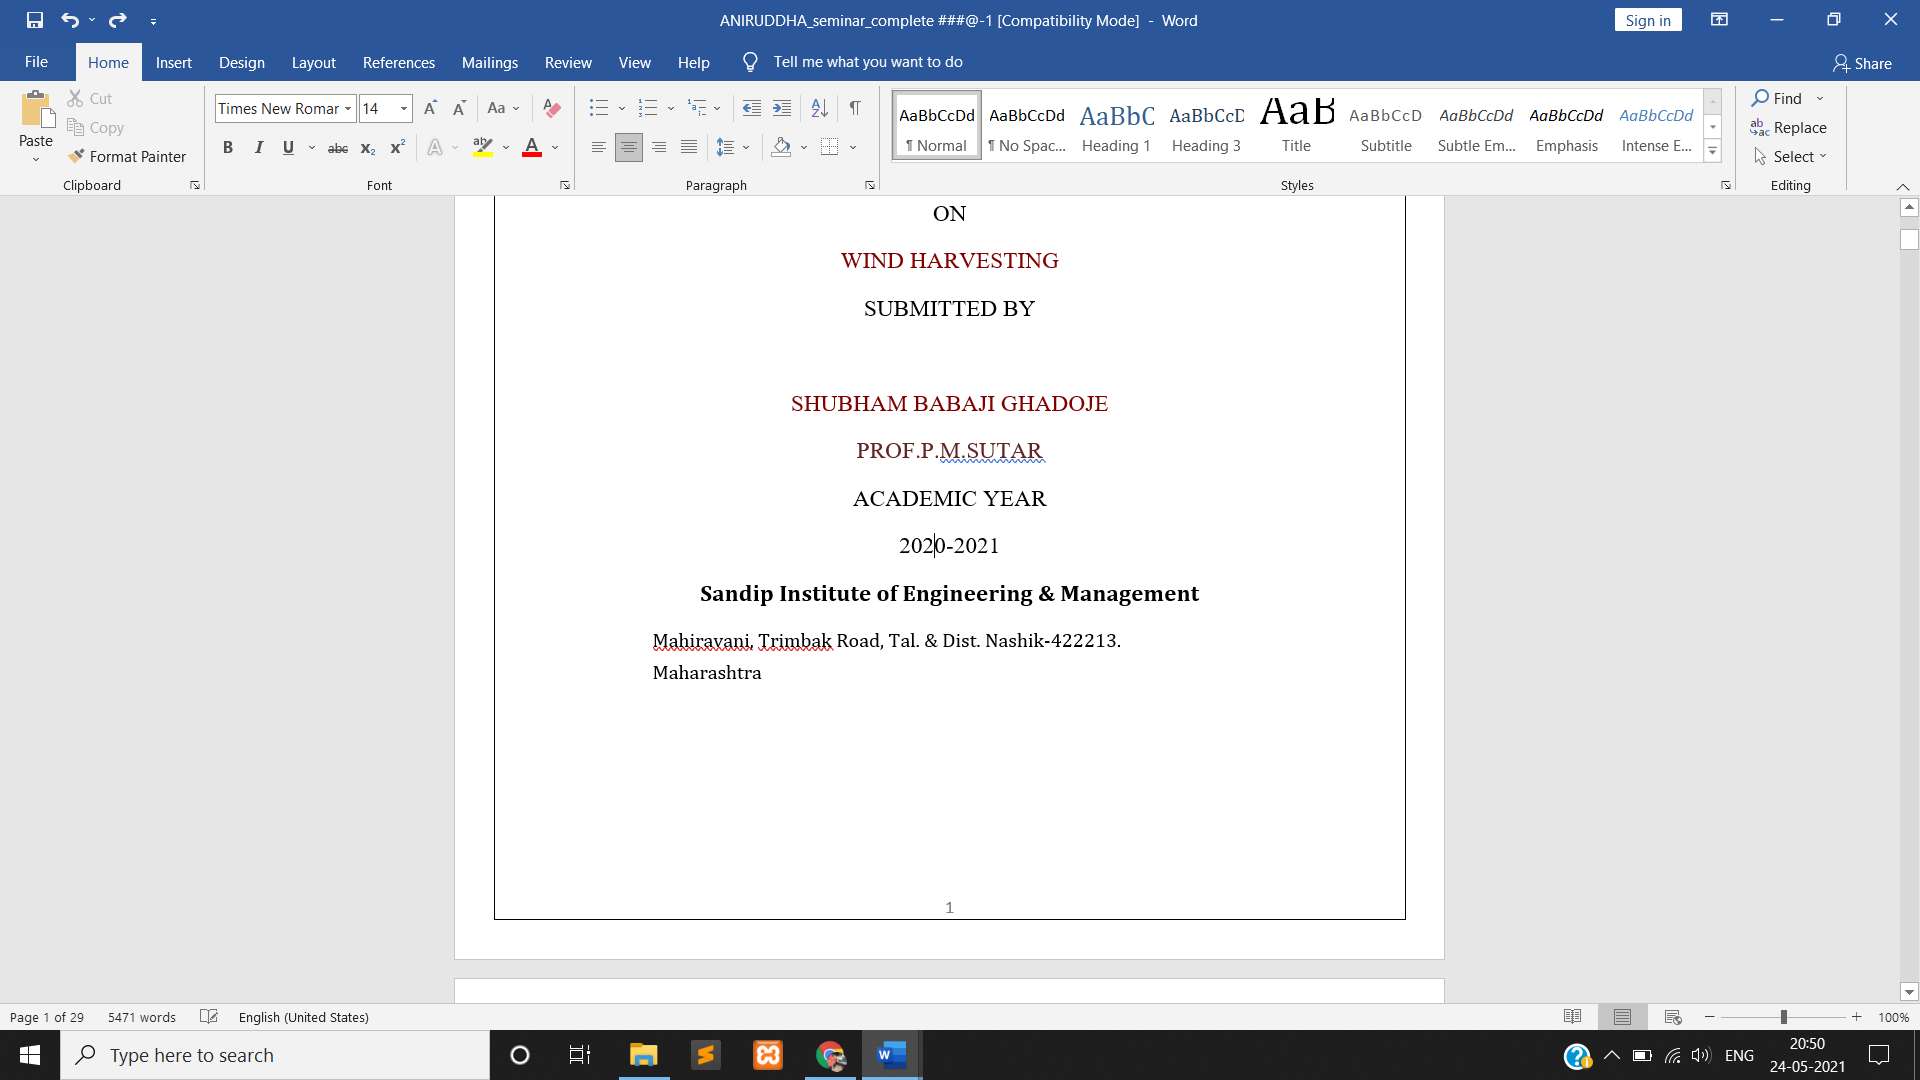 ANIRUDDHA_seminar_complete ###@-1 [Compatibility Mode] - Word
Sign in
File Home Insert Design Layout References Mailings Review View Help Tell me what you want to do Share
Paste
Cut
Copy
Format Painter
Clipboard
Times New Romar 14
Font
Paragraph
AaBbCcDd AaBbCcDd AaBbC AaBbCcD AaB AaBbCcD AaBbCcDd AaBbCcDd AaBbCcDd
¶ Normal ¶ No Spac... Heading 1 Heading 3 Title Subtitle Subtle Em... Emphasis Intense E...
Styles
Find
Replace
Select
Editing
ON
WIND HARVESTING
SUBMITTED BY
SHUBHAM BABAJI GHADOJE
PROF.P.M.SUTAR
ACADEMIC YEAR
2020-2021
Sandip Institute of Engineering & Management
Mahiravani, Trimbak Road, Tal. & Dist. Nashik-422213.
Maharashtra
1
Page 1 of 29 5471 words English (United States) 100%
Type here to search
ENG
20:50
24-05-2021